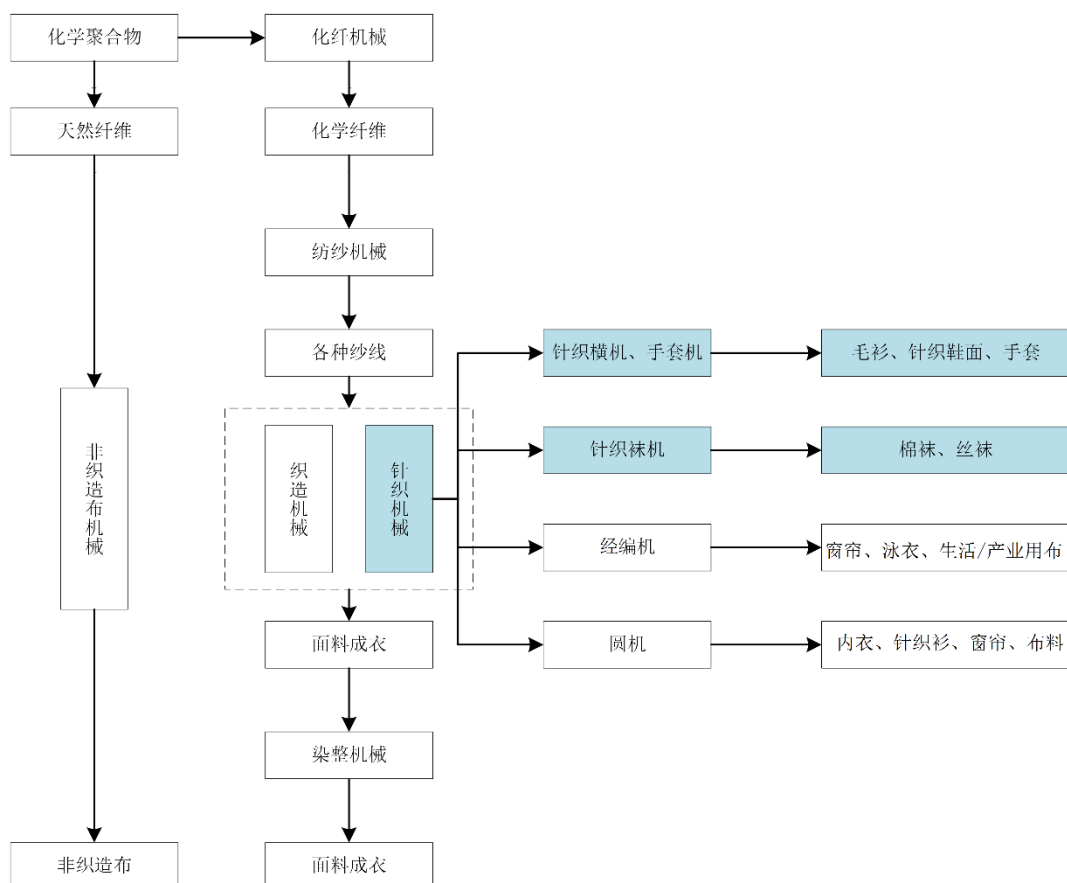 化学聚合物
化纤机械
天然纤维
化学纤维
纺纱机械
各种纱线
针织横机、手套机
毛衫、针织鞋面、手套
非织造布机械
织造机械
针织机械
针织袜机
棉袜、丝袜
经编机
窗帘、泳衣、生活/产业用布
面料成衣
圆机
内衣、针织衫、窗帘、布料
染整机械
非织造布
面料成衣